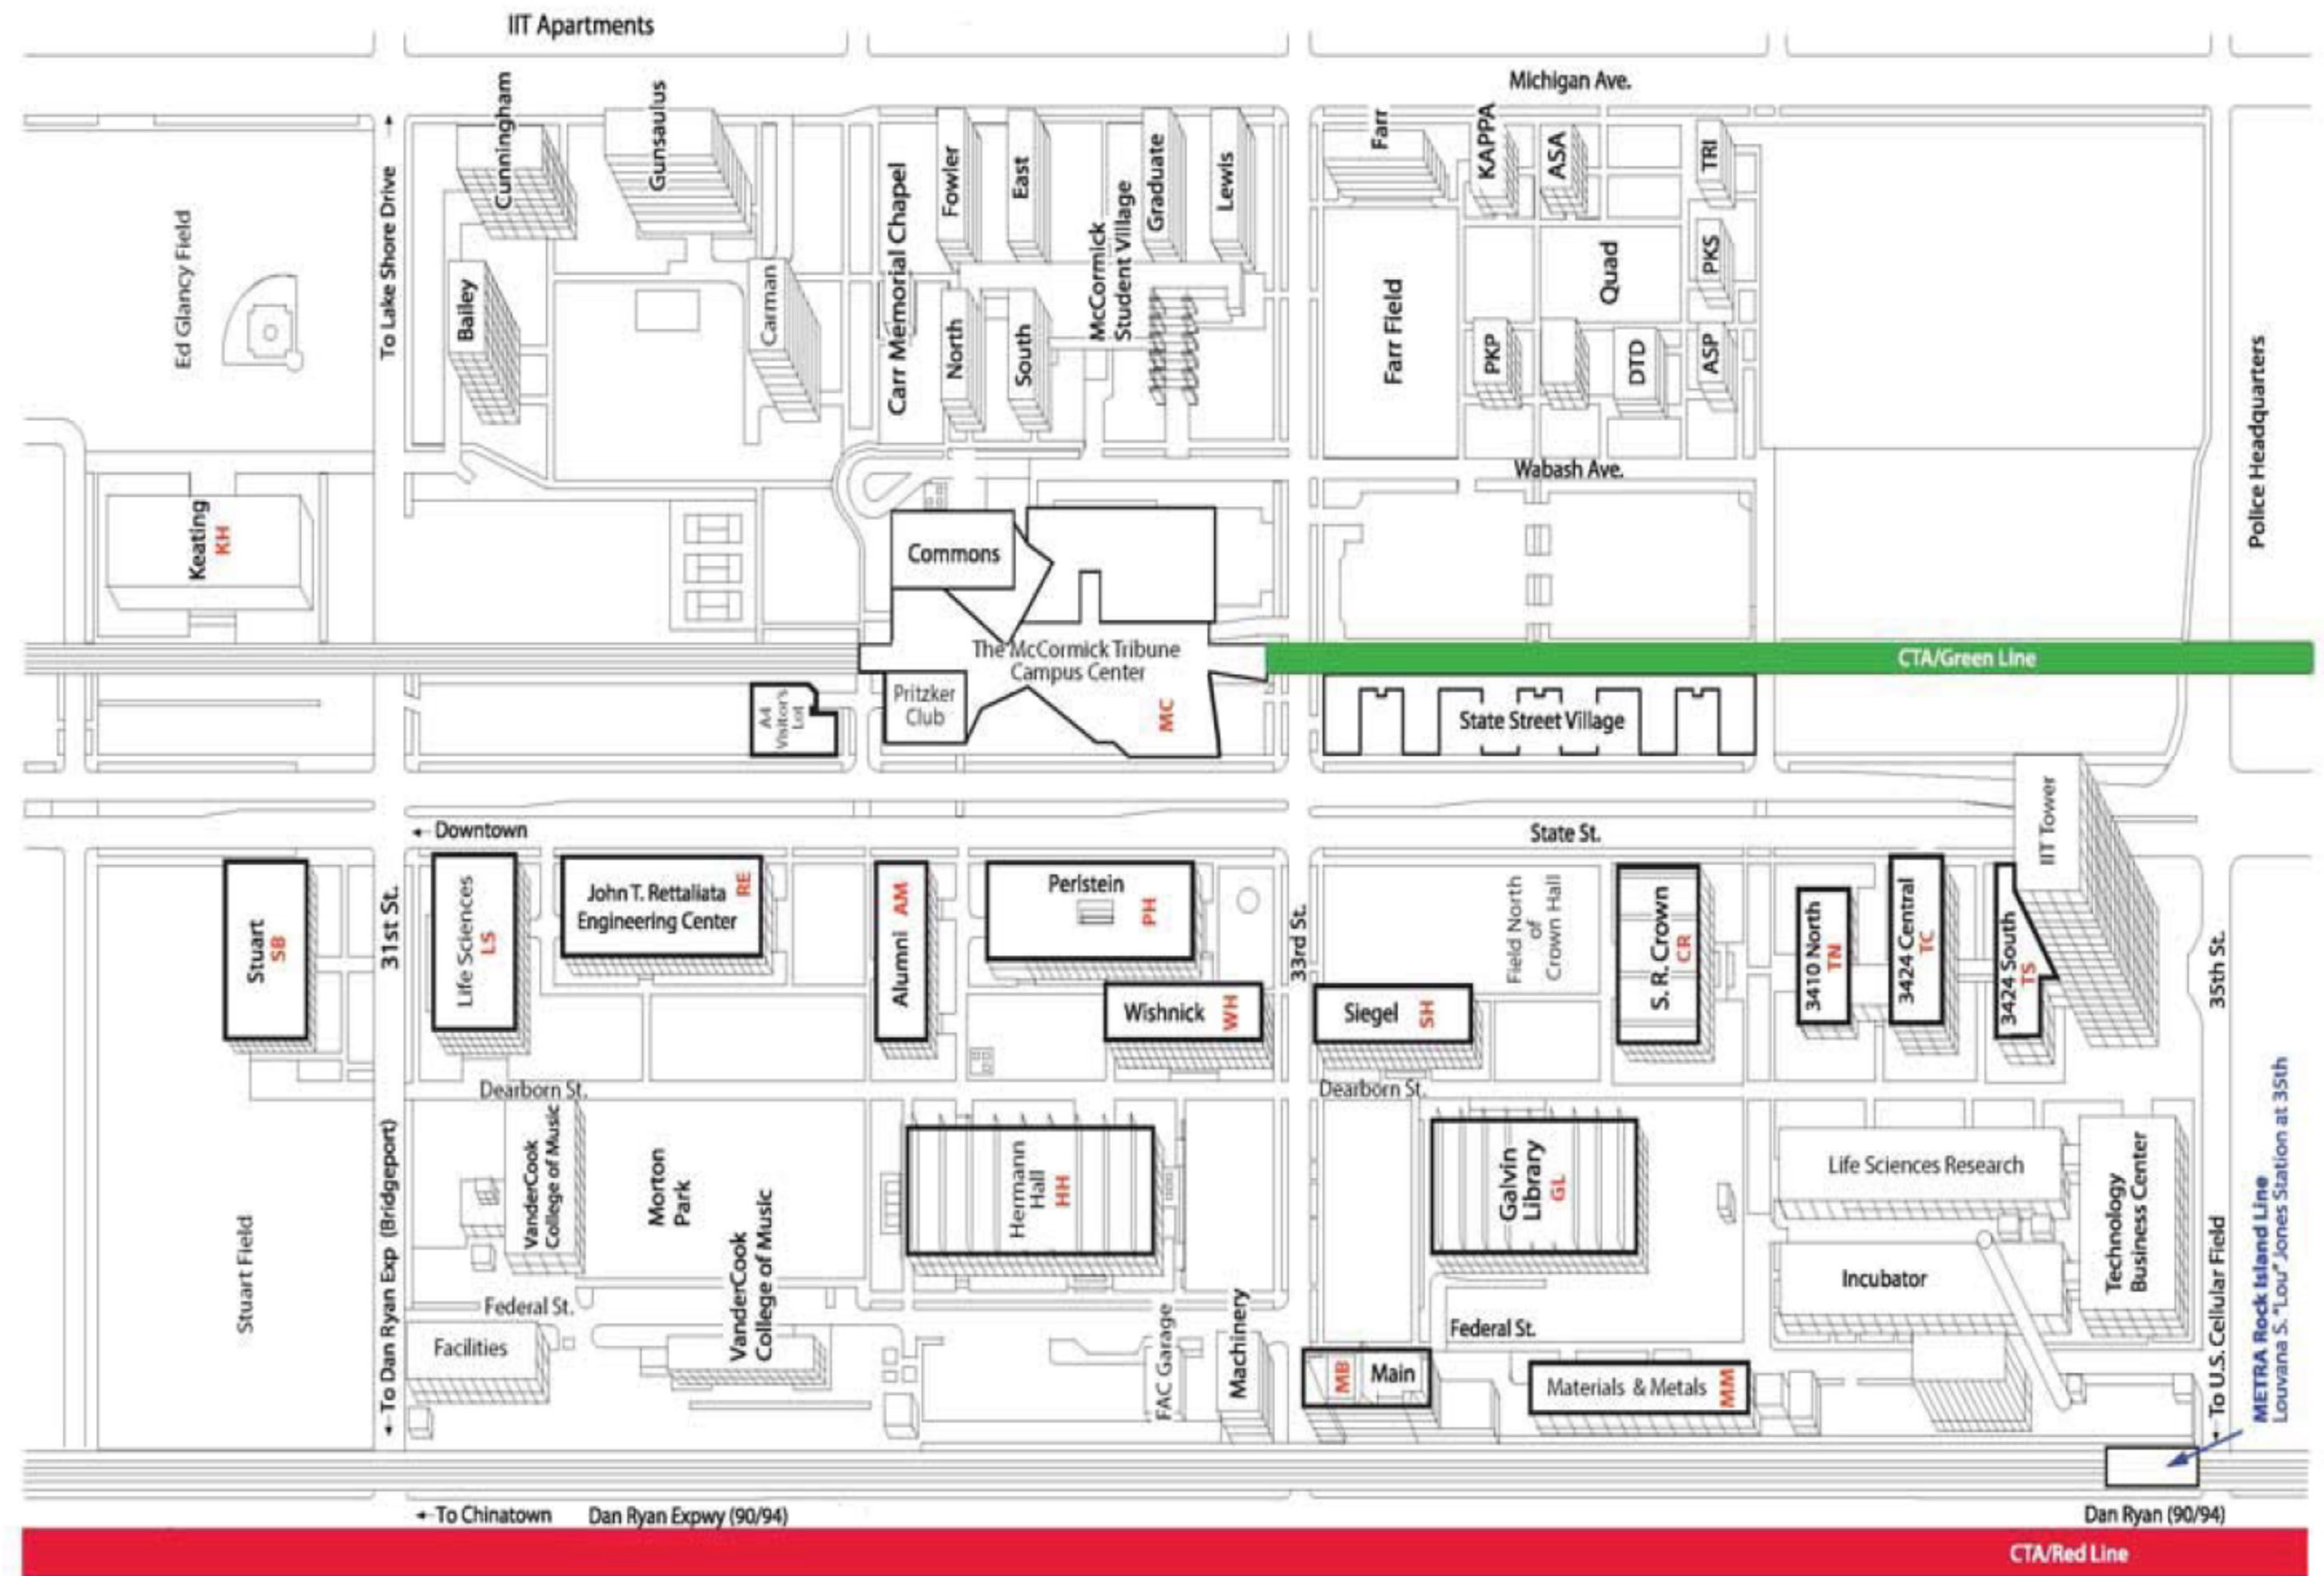 IIT Apartments
Michigan Ave.
Cunningham
Gunsaulus
Fowler
East
Graduate
Lewis
Farr
KAPPA
ASA
TRI
Ed Glancy Field
To Lake Shore Drive →
Bailey
Carman
Carr Memorial Chapel
North
South
McCormick
Student Village
Farr Field
Quad
PKS
PKP
DTD
ASP
Police Headquarters
Wabash Ave.
Keating
KH
Commons
The McCormick Tribune
Campus Center
MC
Pritzker
Club
A4
Visitor's
Lot
CTA/Green Line
State Street Village
← Downtown
State St.
IIT Tower
Stuart
SB
31st St.
Life Sciences
LS
John T. Rettaliata
Engineering Center
RE
Alumni AM
Perlstein
PH
Wishnick WH
33rd St.
Siegel SH
Field North
of
Crown Hall
S. R. Crown
CR
3410 North
TN
3424 Central
TC
3424 South
TS
35th St.
Dearborn St.
Dearborn St.
Stuart Field
← To Dan Ryan Exp (Bridgeport)
VanderCook
College of Music
Morton
Park
VanderCook
College of Music
Hermann
Hall
HH
Galvin
Library
GL
Life Sciences Research
Incubator
Technology
Business Center
Federal St.
Federal St.
Facilities
FAC Garage
Machinery
MB
Main
Materials & Metals MM
← To U.S. Cellular Field
METRA Rock Island Line
Louvana S. "Lou" Jones Station at 35th
← To Chinatown
Dan Ryan Expwy (90/94)
Dan Ryan (90/94)
CTA/Red Line